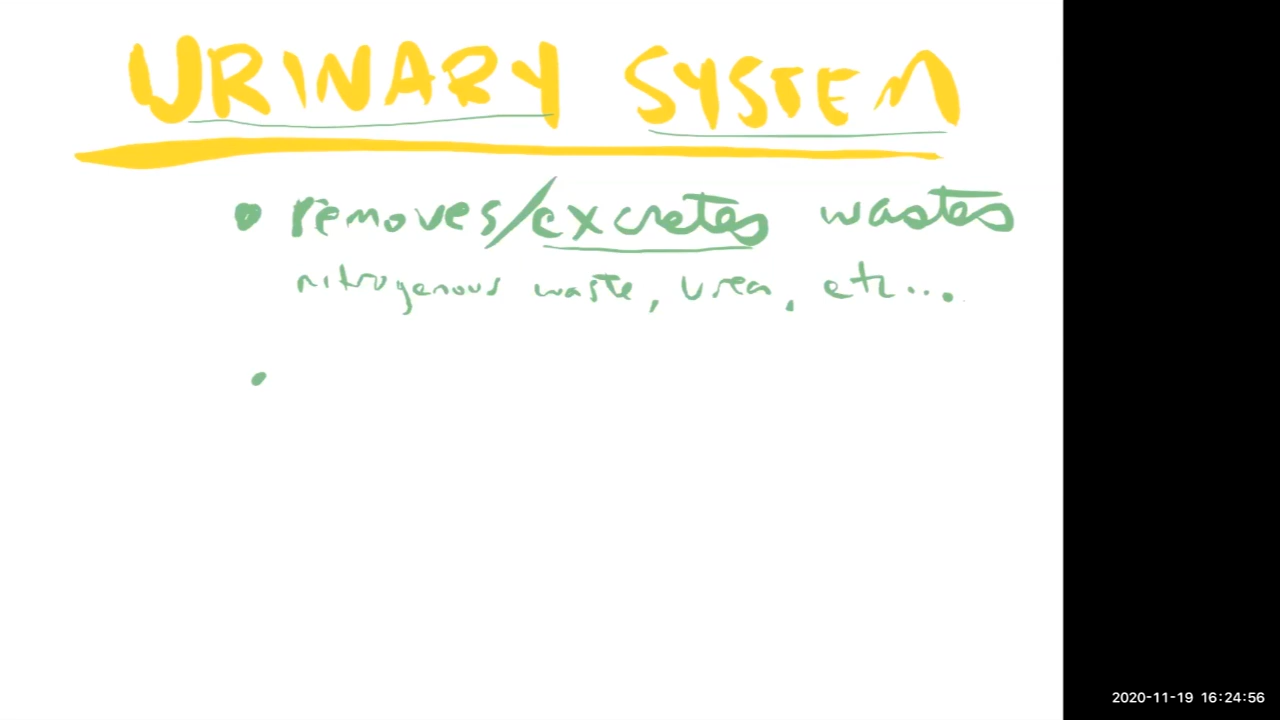 URINARY SYSTEM
• removes/excretes wastes
nitrogenous waste, urea, etc...
•
2020-11-19 16:24:56